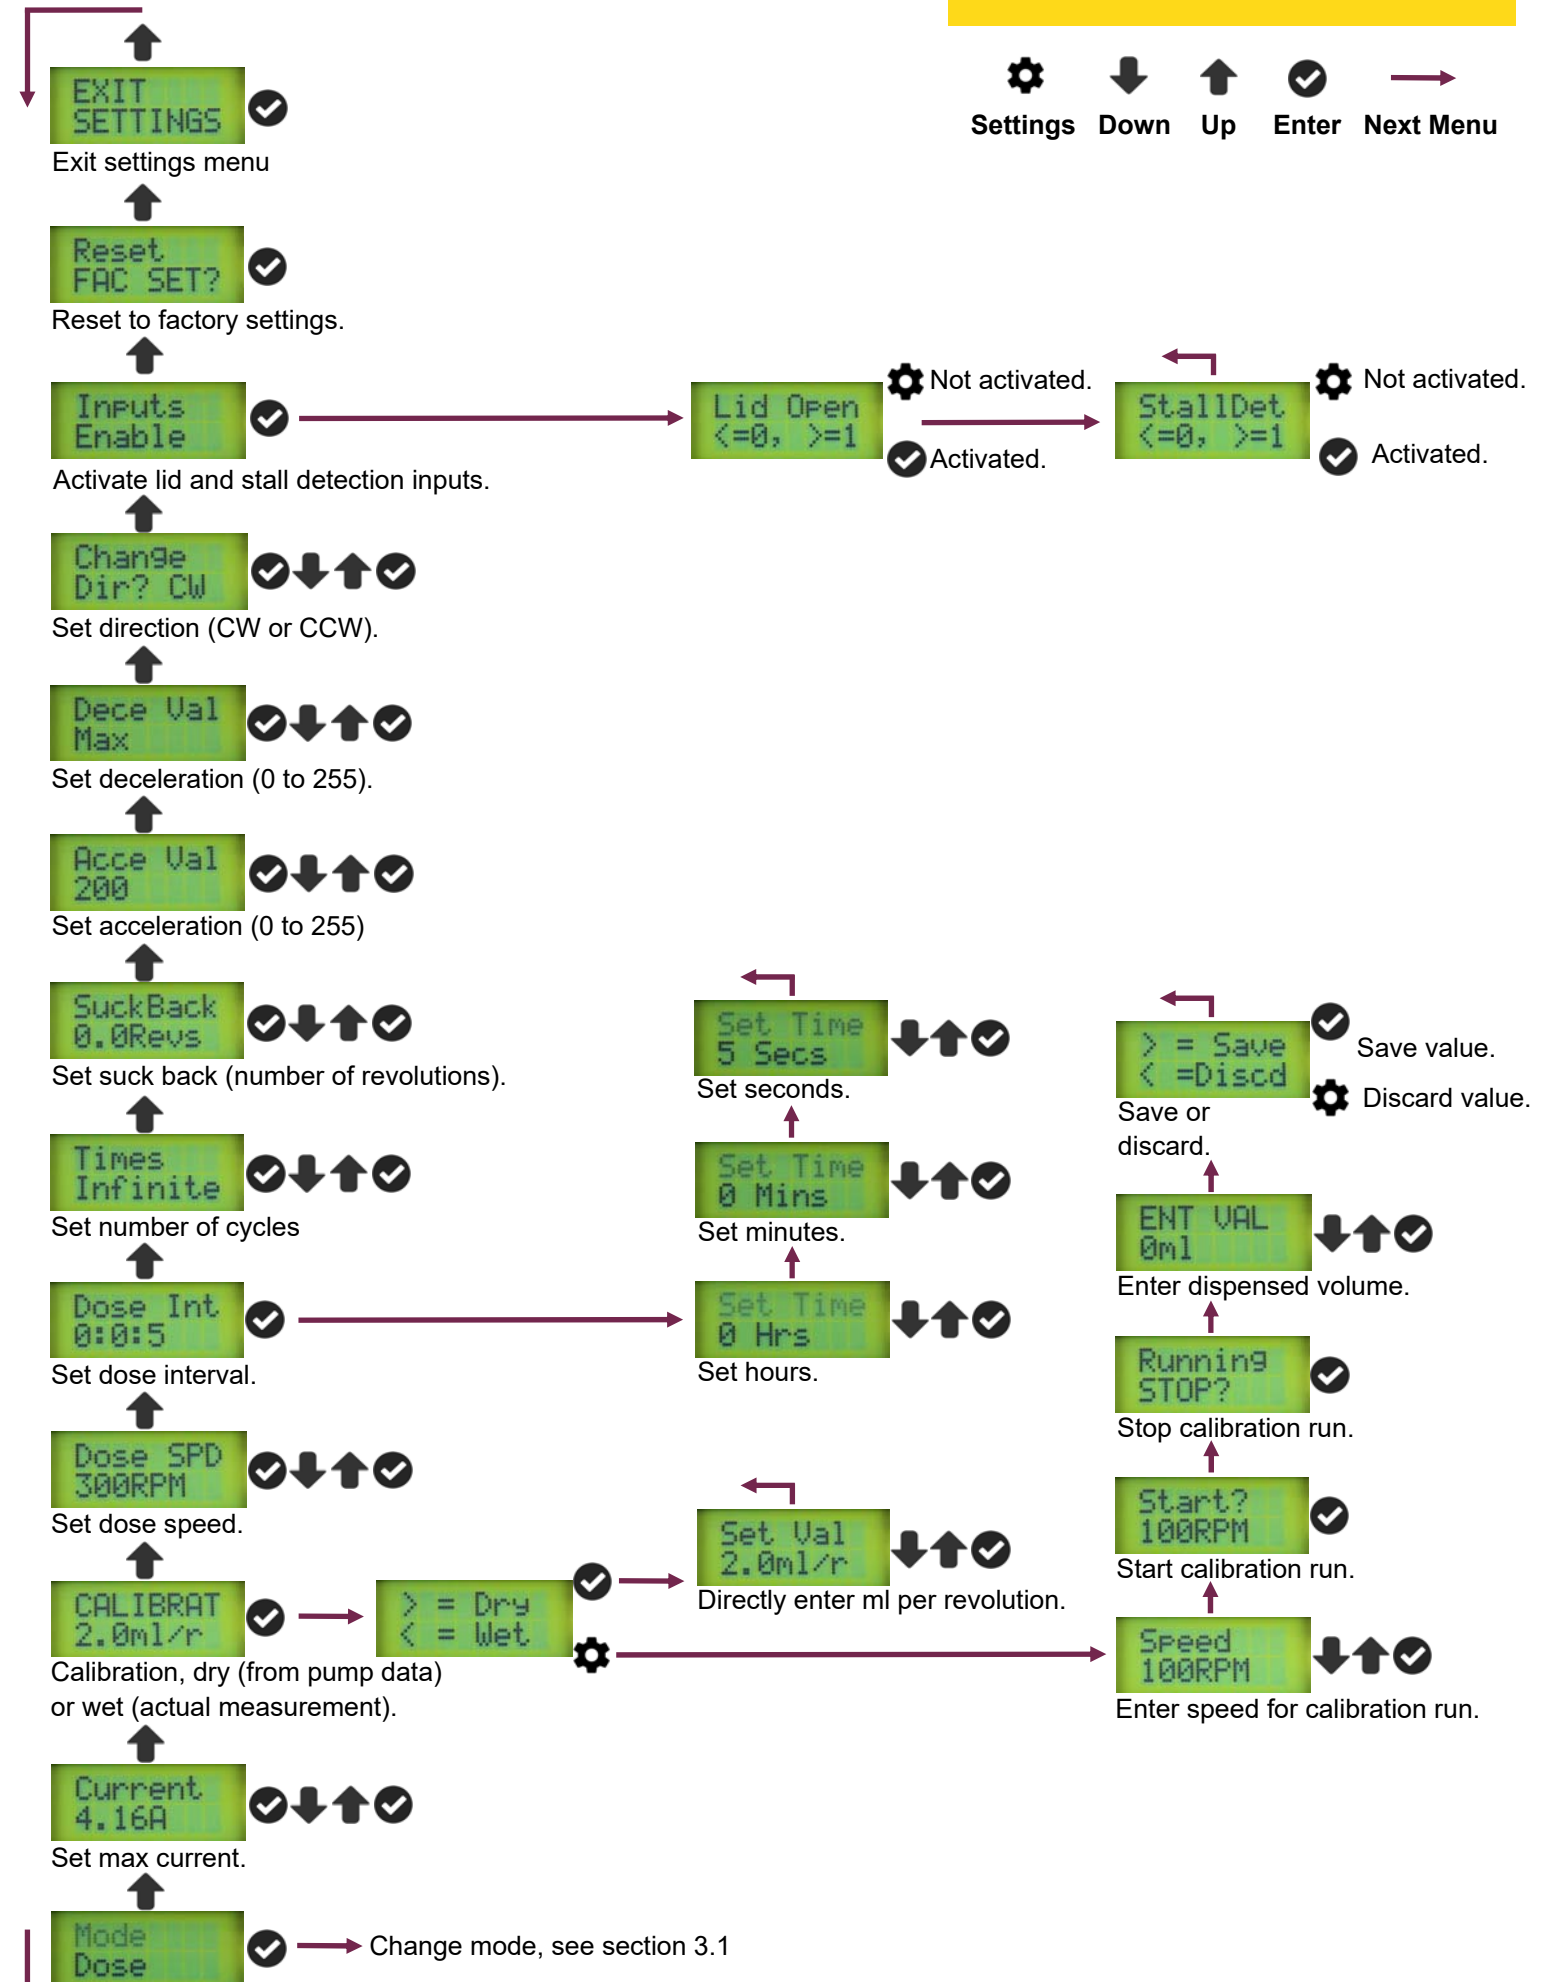 Settings Down Up Enter Next Menu
EXIT
SETTINGS
Exit settings menu
Reset
FAC SET?
Reset to factory settings.
Inputs
Enable
Activate lid and stall detection inputs.
Lid Open
<=0, >=1
Not activated.
Activated.
StallDet
<=0, >=1
Not activated.
Activated.
Change
Dir? CW
Set direction (CW or CCW).
Dece Val
Max
Set deceleration (0 to 255).
Acce Val
200
Set acceleration (0 to 255)
SuckBack
0.0Revs
Set suck back (number of revolutions).
Times
Infinite
Set number of cycles
Dose Int
0:0:5
Set dose interval.
Set Time
5 Secs
Set seconds.
Set Time
0 Mins
Set minutes.
Set Time
0 Hrs
Set hours.
Dose SPD
300RPM
Set dose speed.
CALIBRAT
2.0ml/r
Calibration, dry (from pump data)
or wet (actual measurement).
> = Dry
< = Wet
Set Val
2.0ml/r
Directly enter ml per revolution.
> = Save
< =Discd
Save value.
Discard value.
Save or
discard.
ENT VAL
0ml
Enter dispensed volume.
Running
STOP?
Stop calibration run.
Start?
100RPM
Start calibration run.
Speed
100RPM
Enter speed for calibration run.
Current
4.16A
Set max current.
Mode
Dose
Change mode, see section 3.1